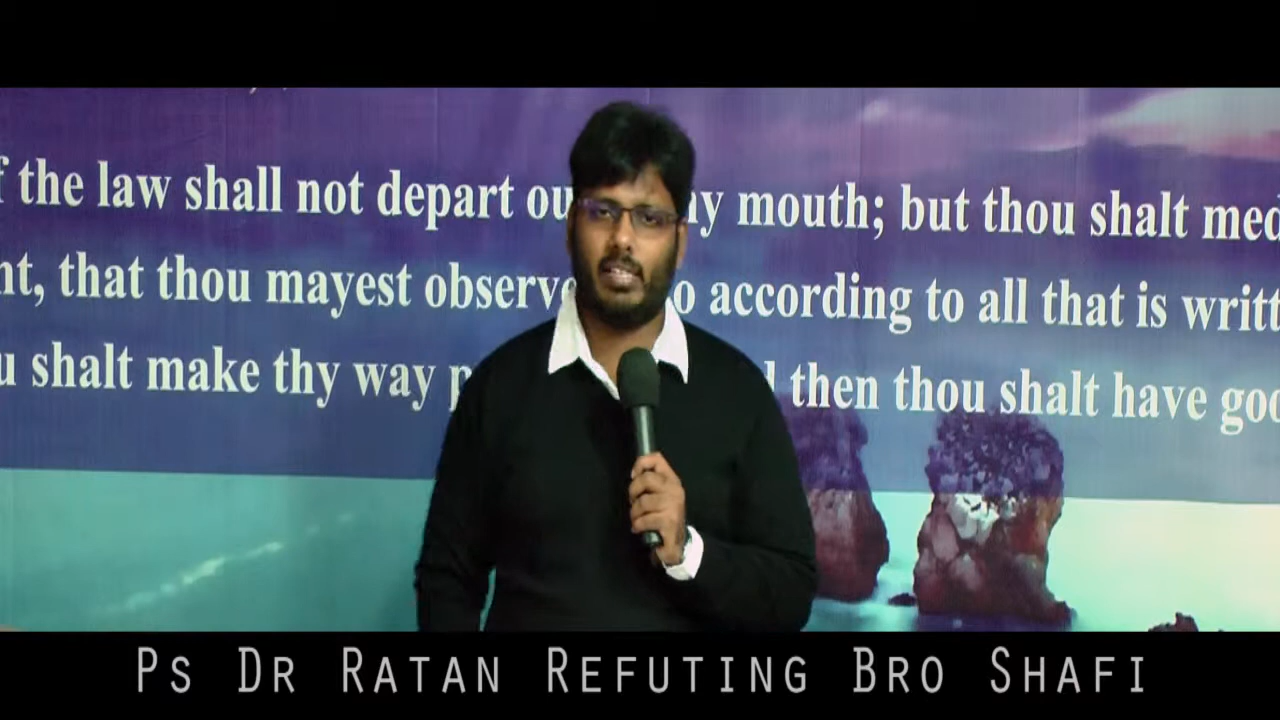 the law shall not depart ou my mouth; but thou shalt med
that thou mayest observe o according to all that is writt
shalt make thy way p then thou shalt have goo
PS DR RATAN REFUTING BRO SHAFI